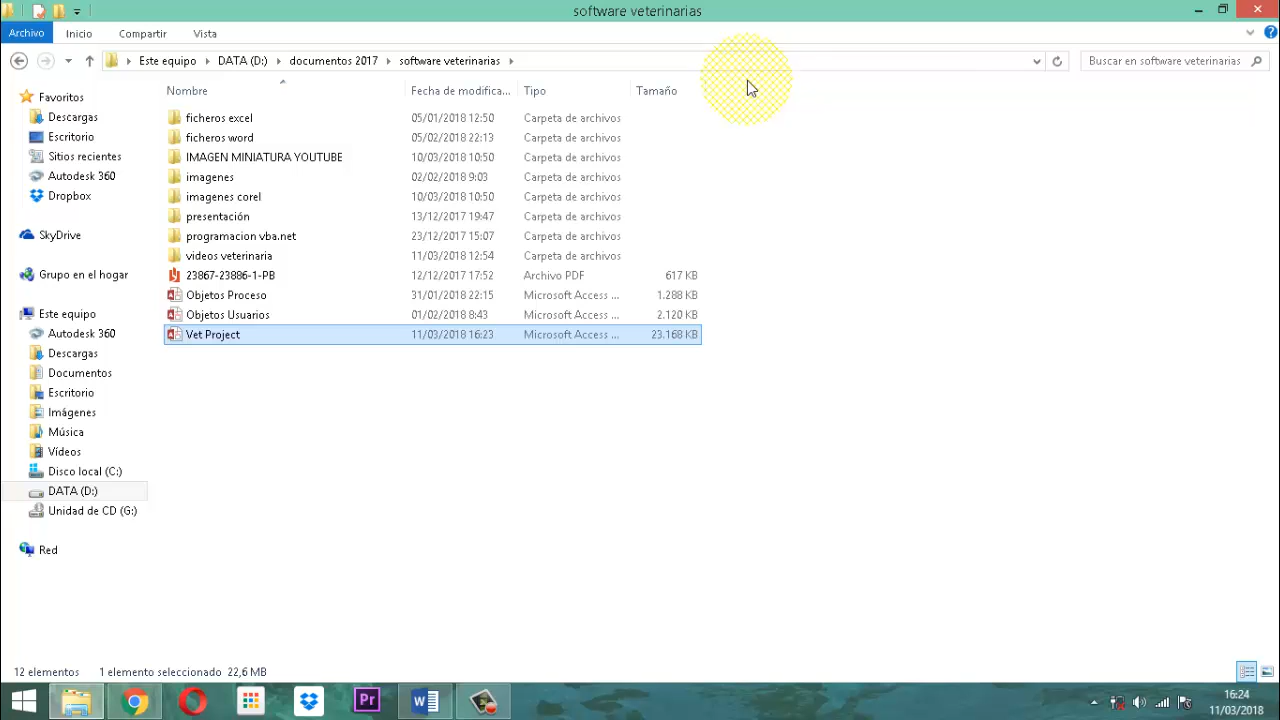 software veterinarias
Archivo Inicio Compartir Vista
Este equipo DATA (D:) documentos 2017 software veterinarias Buscar en software veterinarias
Nombre Fecha de modifica... Tipo Tamaño
Favoritos
Descargas
Escritorio
Sitios recientes
Autodesk 360
Dropbox
SkyDrive
Grupo en el hogar
Este equipo
Autodesk 360
Descargas
Documentos
Escritorio
Imágenes
Música
Vídeos
Disco local (C:)
DATA (D:)
Unidad de CD (G:)
Red
ficheros excel 05/01/2018 12:50 Carpeta de archivos
ficheros word 05/02/2018 22:13 Carpeta de archivos
IMAGEN MINIATURA YOUTUBE 10/03/2018 10:50 Carpeta de archivos
imagenes 02/02/2018 9:03 Carpeta de archivos
imagenes corel 10/03/2018 10:50 Carpeta de archivos
presentación 13/12/2017 19:47 Carpeta de archivos
programacion vba.net 23/12/2017 15:07 Carpeta de archivos
videos veterinaria 11/03/2018 12:54 Carpeta de archivos
23867-23886-1-PB 12/12/2017 17:52 Archivo PDF 617 KB
Objetos Proceso 31/01/2018 22:15 Microsoft Access ... 1.288 KB
Objetos Usuarios 01/02/2018 8:43 Microsoft Access ... 2.120 KB
Vet Project 11/03/2018 16:23 Microsoft Access ... 23.168 KB
12 elementos 1 elemento seleccionado 22,6 MB
Pr
16:24
11/03/2018